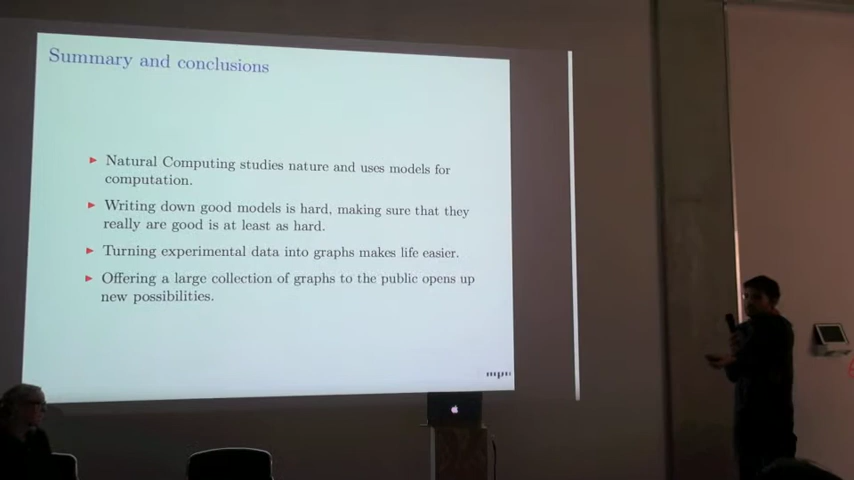 Summary and conclusions
Natural Computing studies nature and uses models for
computation.
Writing down good models is hard, making sure that they
really are good is at least as hard.
Turning experimental data into graphs makes life easier.
Offering a large collection of graphs to the public opens up
new possibilities.